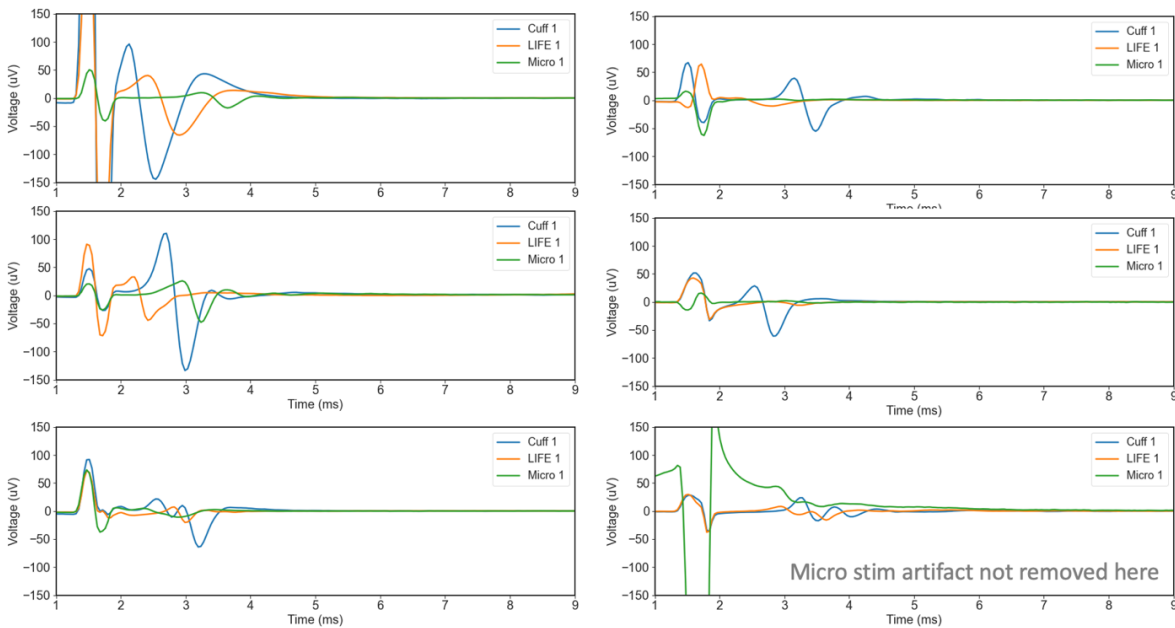 150
100
50
0
−50
−100
−150
Voltage (uV)
Cuff 1
LIFE 1
Micro 1
1 2 3 4 5 6 7 8 9
150
100
50
0
−50
−100
−150
Voltage (uV)
Cuff 1
LIFE 1
Micro 1
1 2 3 4 5 6 7 8 9
Time (ms)
150
100
50
0
−50
−100
−150
Voltage (uV)
Cuff 1
LIFE 1
Micro 1
1 2 3 4 5 6 7 8 9
Time (ms)
150
100
50
0
−50
−100
−150
Voltage (uV)
Cuff 1
LIFE 1
Micro 1
1 2 3 4 5 6 7 8 9
Time (ms)
150
100
50
0
−50
−100
−150
Voltage (uV)
Cuff 1
LIFE 1
Micro 1
1 2 3 4 5 6 7 8 9
Time (ms)
150
100
50
0
−50
−100
−150
Voltage (uV)
Cuff 1
LIFE 1
Micro 1
Micro stim artifact not removed here
1 2 3 4 5 6 7 8 9
Time (ms)